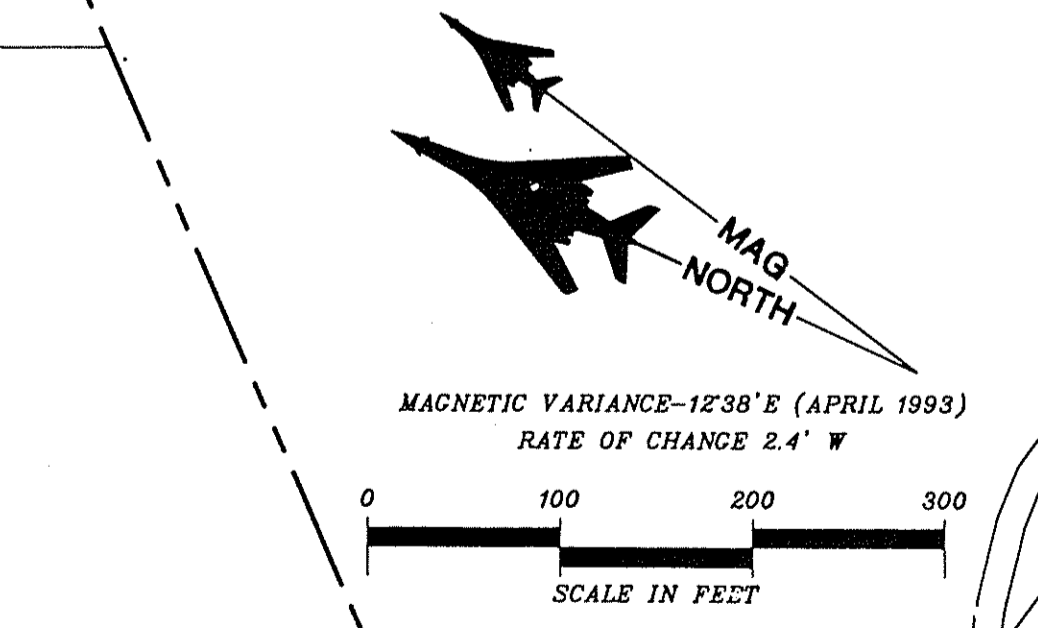 MAG
NORTH
MAGNETIC VARIANCE-12°38'E (APRIL 1993)
RATE OF CHANGE 2.4' W
0 100 200 300
SCALE IN FEET